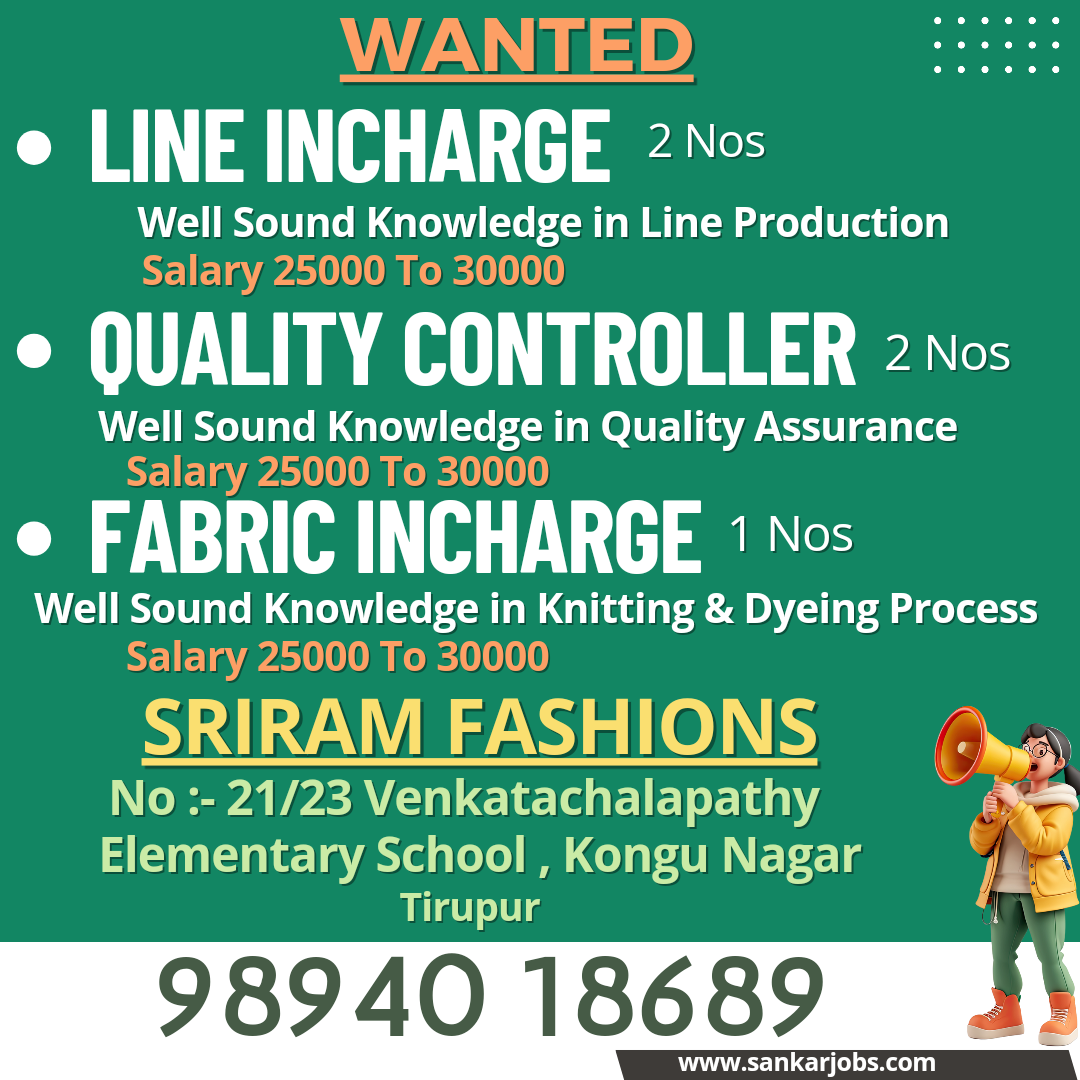 WANTED
LINE INCHARGE 2 Nos
Well Sound Knowledge in Line Production
Salary 25000 To 30000
QUALITY CONTROLLER 2 Nos
Well Sound Knowledge in Quality Assurance
Salary 25000 To 30000
FABRIC INCHARGE 1 Nos
Well Sound Knowledge in Knitting & Dyeing Process
Salary 25000 To 30000
SRIRAM FASHIONS
No :- 21/23 Venkatachalapathy
Elementary School , Kongu Nagar
Tirupur
98940 18689
www.sankarjobs.com